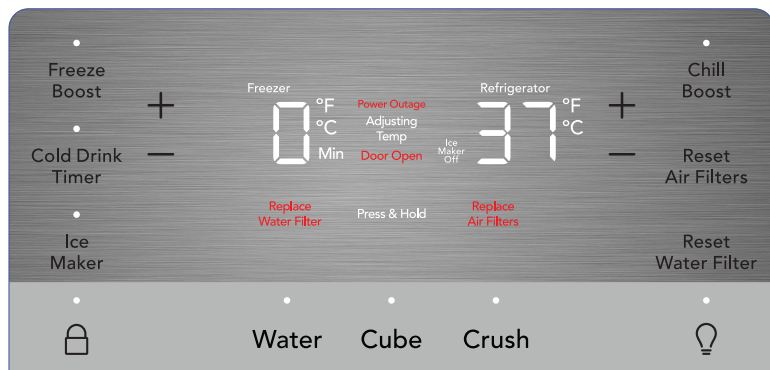 Freeze
Boost
+
−
Cold Drink
Timer
Ice
Maker
Freezer
0
°F
°C
Min
Power Outage
Adjusting
Temp
Door Open
Ice
Maker
Off
Refrigerator
37
°F
°C
Replace
Water Filter
Press & Hold
Replace
Air Filters
+
−
Chill
Boost
Reset
Air Filters
Reset
Water Filter
Water
Cube
Crush